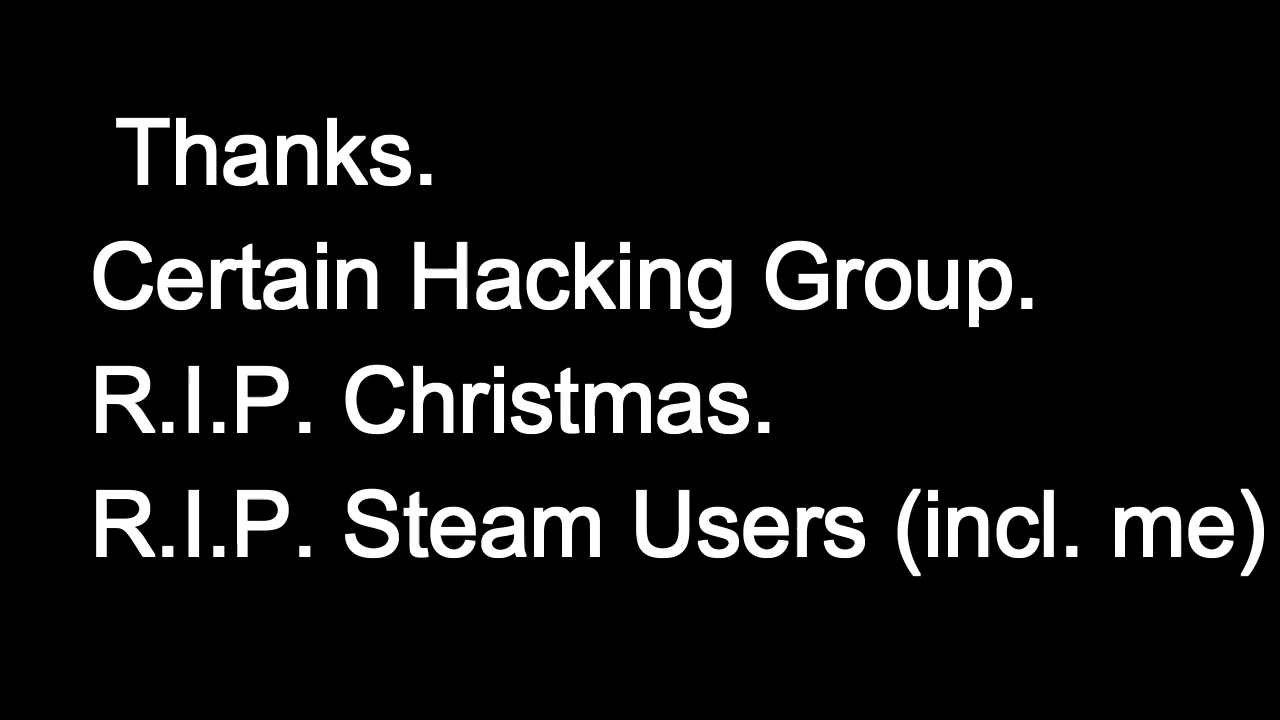 Thanks.
Certain Hacking Group.
R.I.P. Christmas.
R.I.P. Steam Users (incl. me)